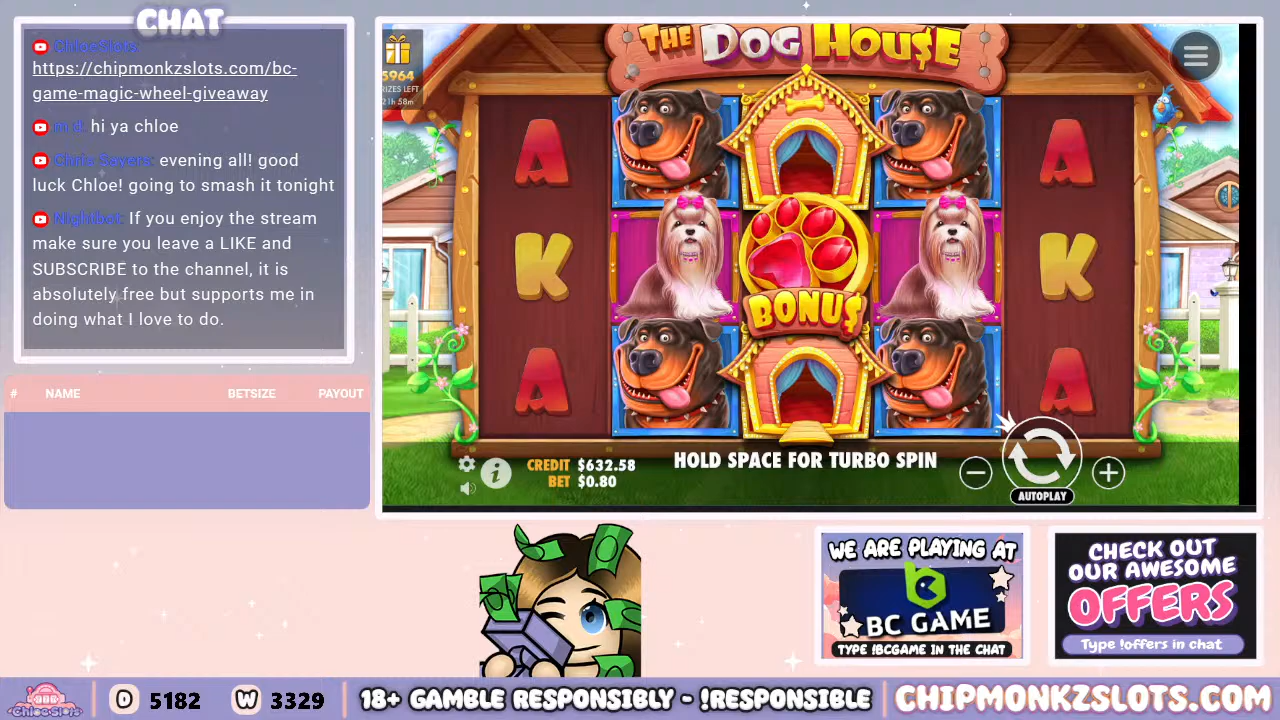 CHAT
ChloeSlots:
https://chipmonkzslots.com/bc-
game-magic-wheel-giveaway
hi ya chloe
Chris Sayers: evening all! good
luck Chloe! going to smash it tonight
Nightbot: If you enjoy the stream
make sure you leave a LIKE and
SUBSCRIBE to the channel, it is
absolutely free but supports me in
doing what I love to do.
# NAME BETSIZE PAYOUT
THE DOG HOU$E
5964
21h 58m
A A
K K
BONU$
A A
CREDIT $632.58
BET $0.80
HOLD SPACE FOR TURBO SPIN
AUTOPLAY
WE ARE PLAYING AT
BC GAME
TYPE !BCGAME IN THE CHAT
CHECK OUT
OUR AWESOME
OFFERS
Type !offers in chat
ChloeSlots
D 5182 W 3329 18+ GAMBLE RESPONSIBLY - !RESPONSIBLE CHIPMONKZSLOTS.COM